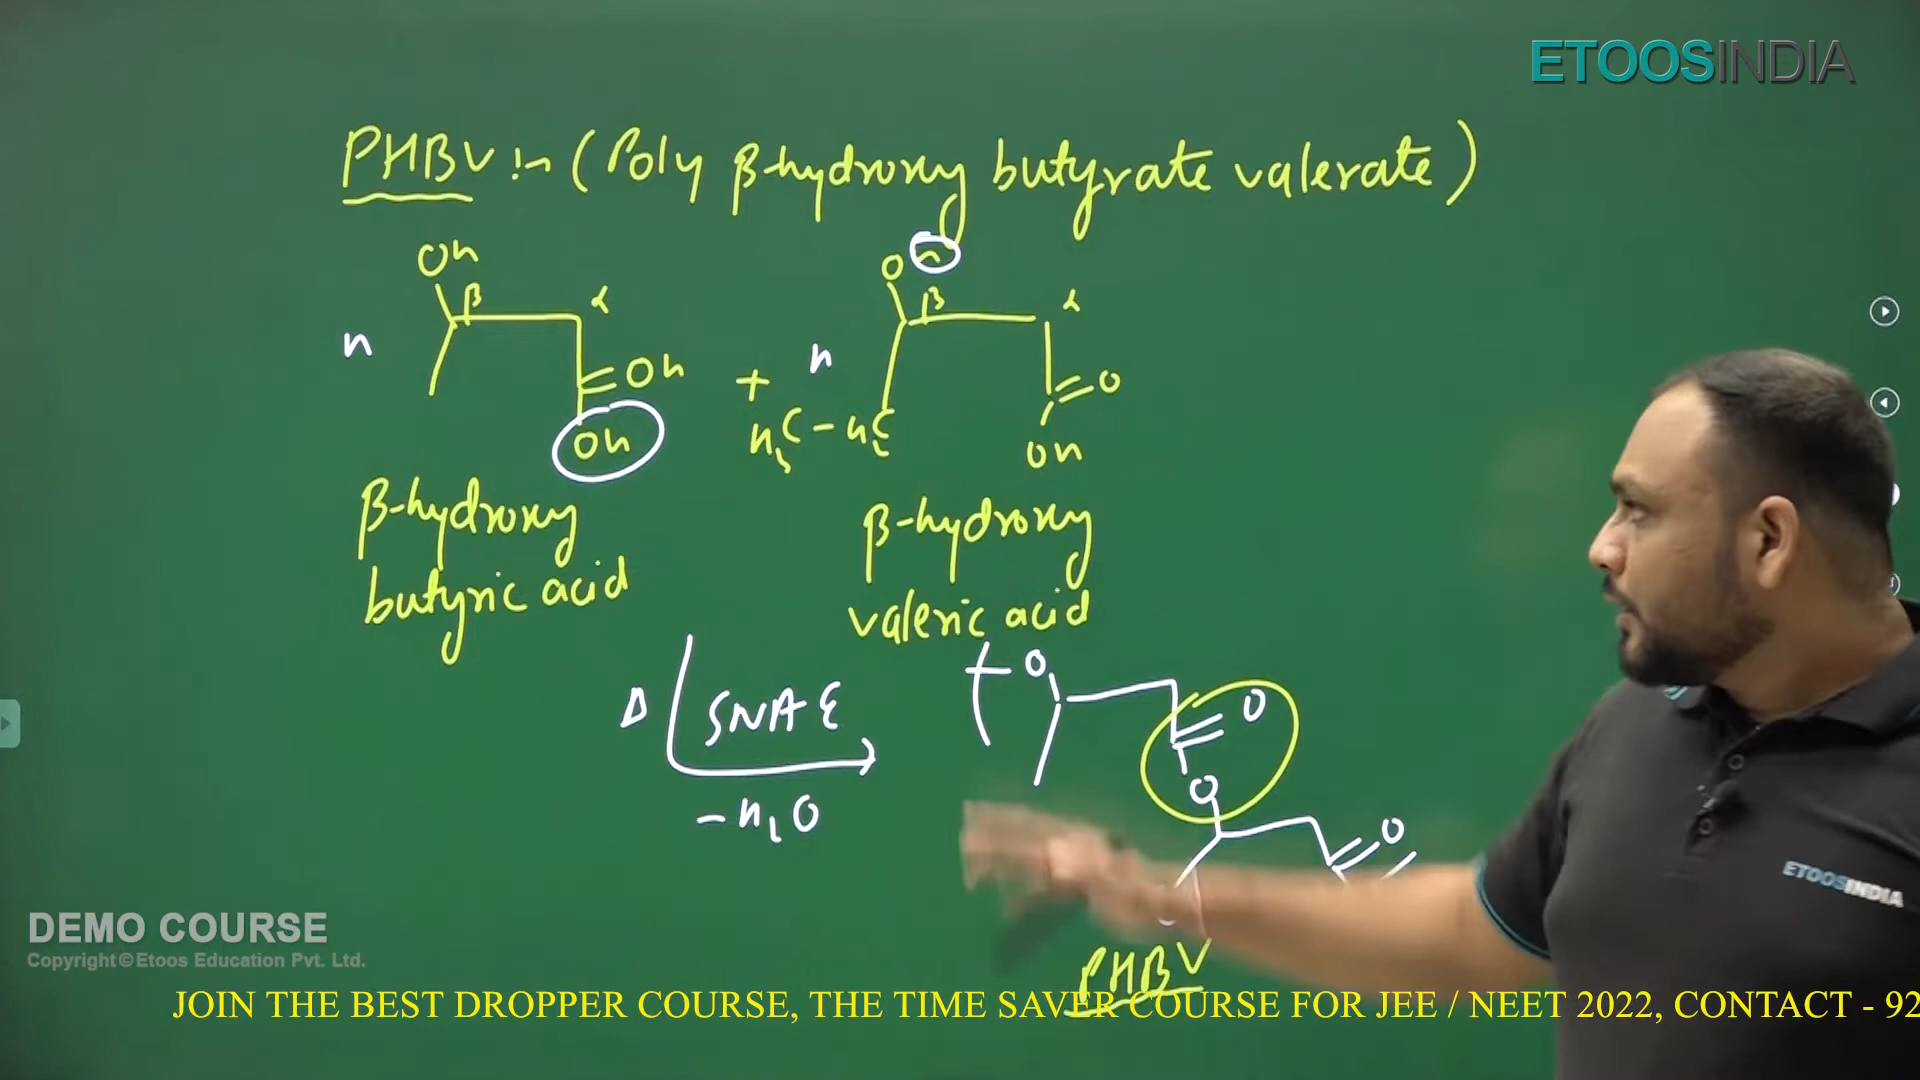 ETOOSINDIA
PHBV :- (Poly β-hydroxy butyrate valerate)
OH
OH
β
α
β
α
n
OH
+
n
O
OH
H3C - H2C
OH
β-hydroxy
butyric acid
β-hydroxy
valeric acid
Δ
SNAE
- H2O
O
O
O
O
PHBV
ETOOSINDIA
DEMO COURSE
Copyright © Etoos Education Pvt. Ltd.
JOIN THE BEST DROPPER COURSE, THE TIME SAVER COURSE FOR JEE / NEET 2022, CONTACT - 92